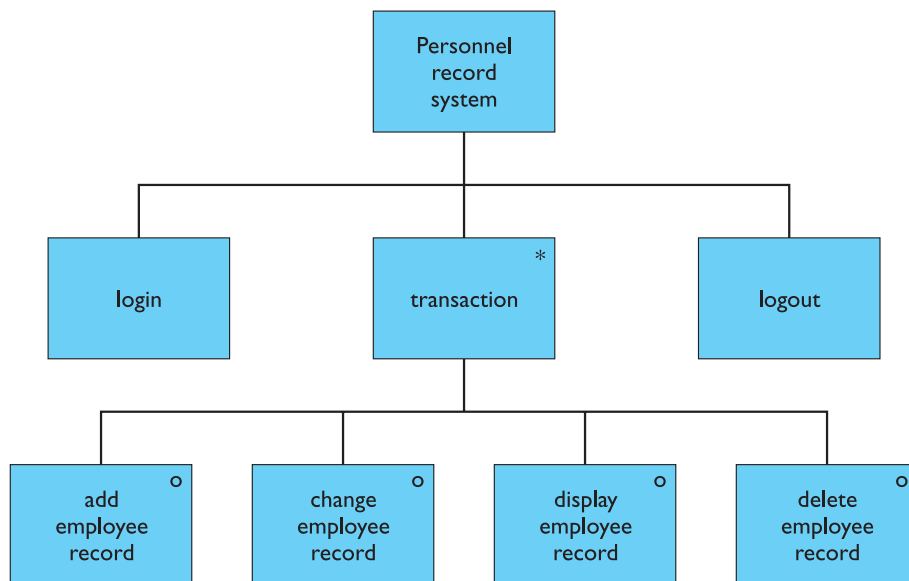 Personnel
record
system
login
*
transaction
logout
o
add
employee
record
o
change
employee
record
o
display
employee
record
o
delete
employee
record